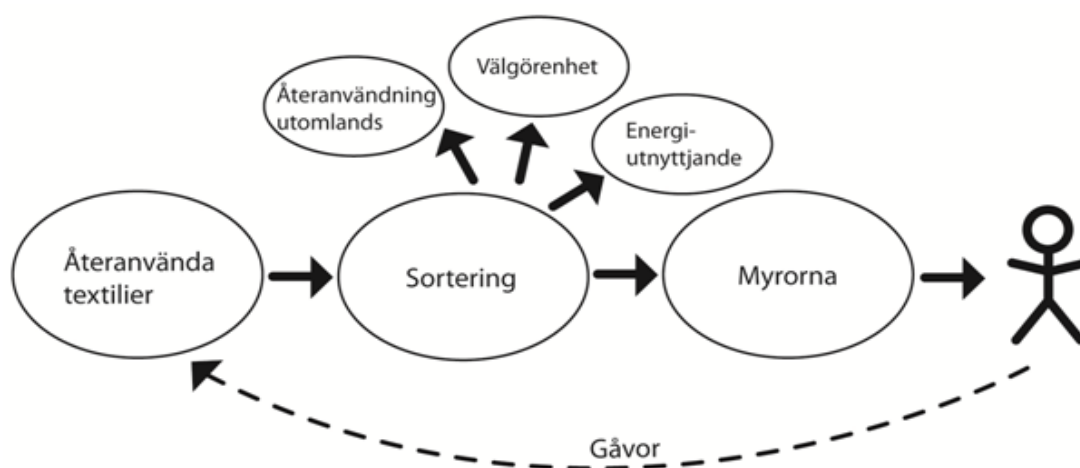 Välgörenhet
Återanvändning
utomlands
Energi-
utnyttjande
Återanvända
textilier
Sortering
Myrorna
Gåvor